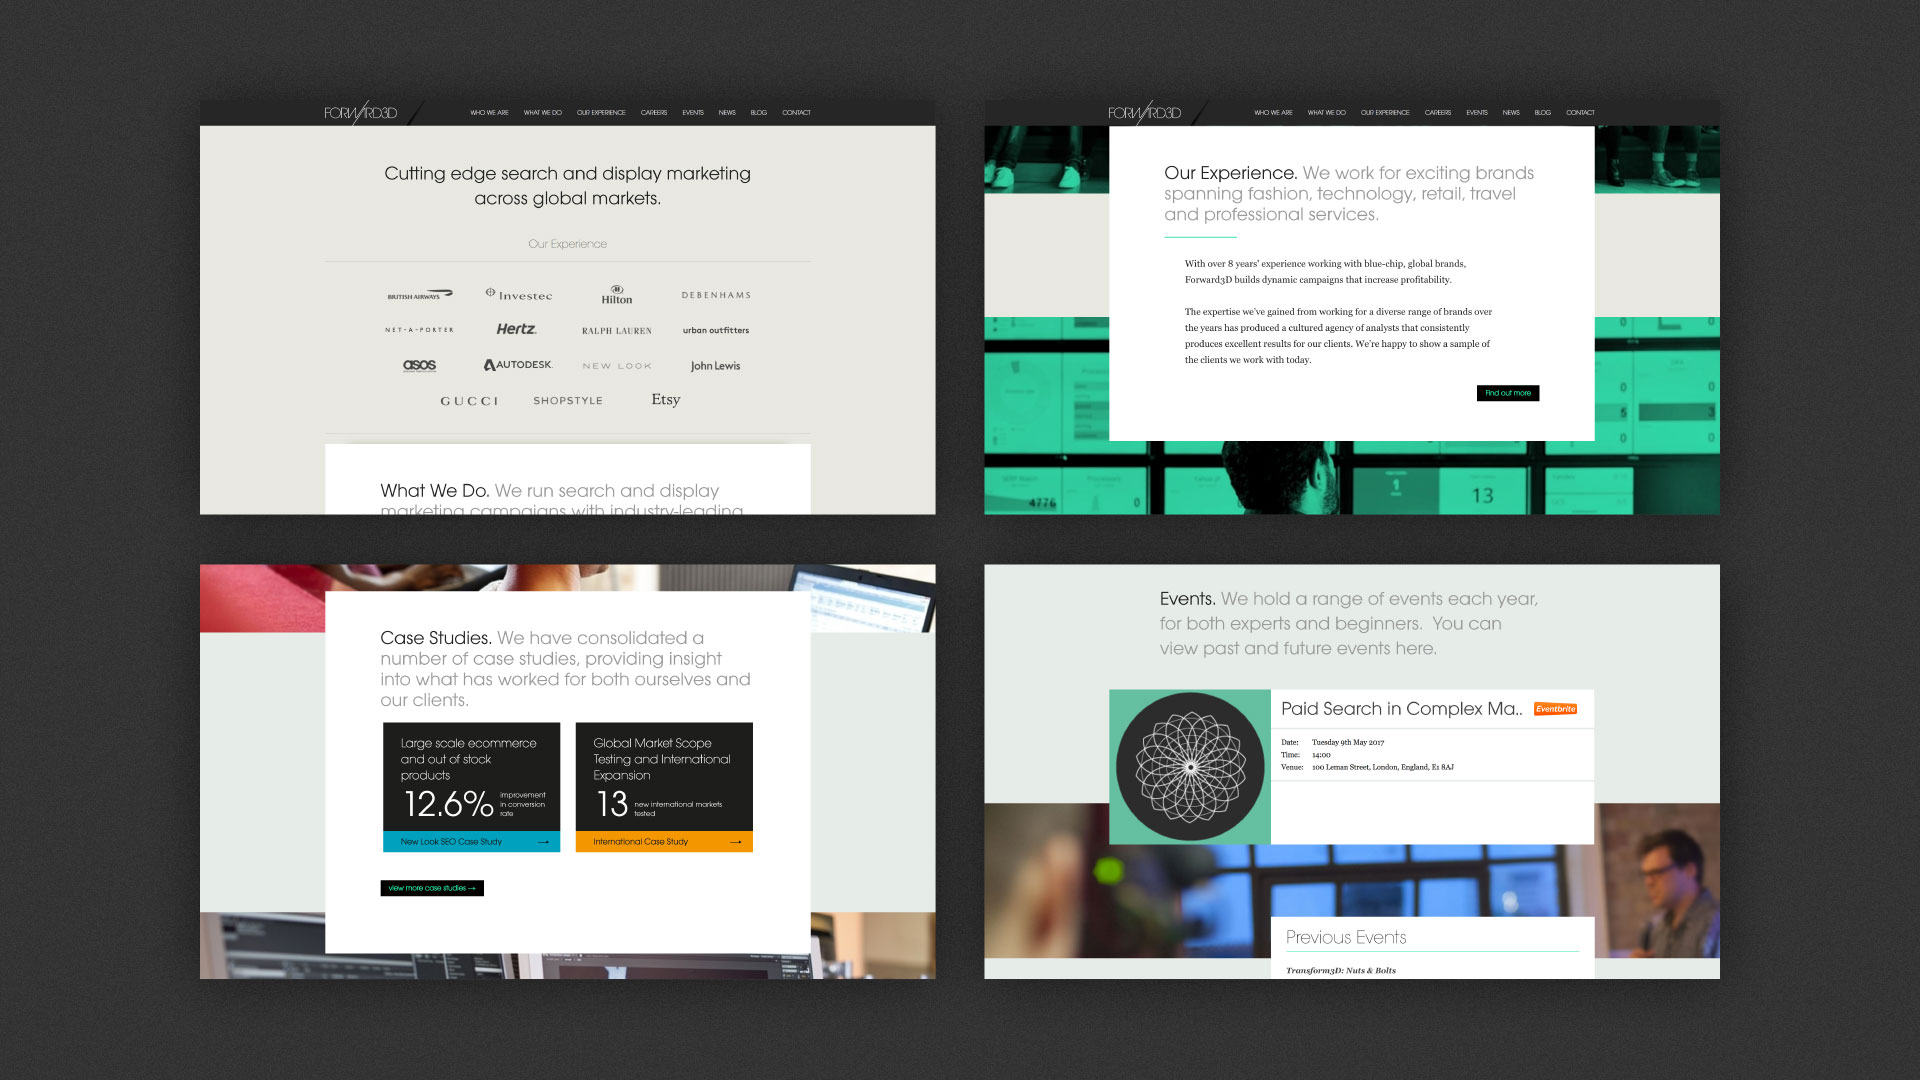 FORWARD3D
WHO WE ARE WHAT WE DO OUR EXPERIENCE CAREERS EVENTS NEWS BLOG CONTACT
Cutting edge search and display marketing
across global markets.
Our Experience
BRITISH AIRWAYS Investec Hilton DEBENHAMS
NET-A-PORTER Hertz. RALPH LAUREN urban outfitters
asos AUTODESK. NEW LOOK John Lewis
GUCCI SHOPSTYLE Etsy
What We Do. We run search and display
marketing campaigns with industry-leading
FORWARD3D
WHO WE ARE WHAT WE DO OUR EXPERIENCE CAREERS EVENTS NEWS BLOG CONTACT
Our Experience. We work for exciting brands
spanning fashion, technology, retail, travel
and professional services.
With over 8 years' experience working with blue-chip, global brands,
Forward3D builds dynamic campaigns that increase profitability.
The expertise we've gained from working for a diverse range of brands over
the years has produced a cultured agency of analysts that consistently
produces excellent results for our clients. We're happy to show a sample of
the clients we work with today.
Find out more
0
5 3
0 0
4776 0 1 13
Case Studies. We have consolidated a
number of case studies, providing insight
into what has worked for both ourselves and
our clients.
Large scale ecommerce
and out of stock
products
12.6% improvement
in conversion
rate
New Look SEO Case Study →
Global Market Scope
Testing and International
Expansion
13 new international markets
tested
International Case Study →
view more case studies →
Events. We hold a range of events each year,
for both experts and beginners. You can
view past and future events here.
Paid Search in Complex Ma.. Eventbrite
Date: Tuesday 9th May 2017
Time: 14:00
Venue: 100 Leman Street, London, England, E1 8AJ
Previous Events
Transform3D: Nuts & Bolts